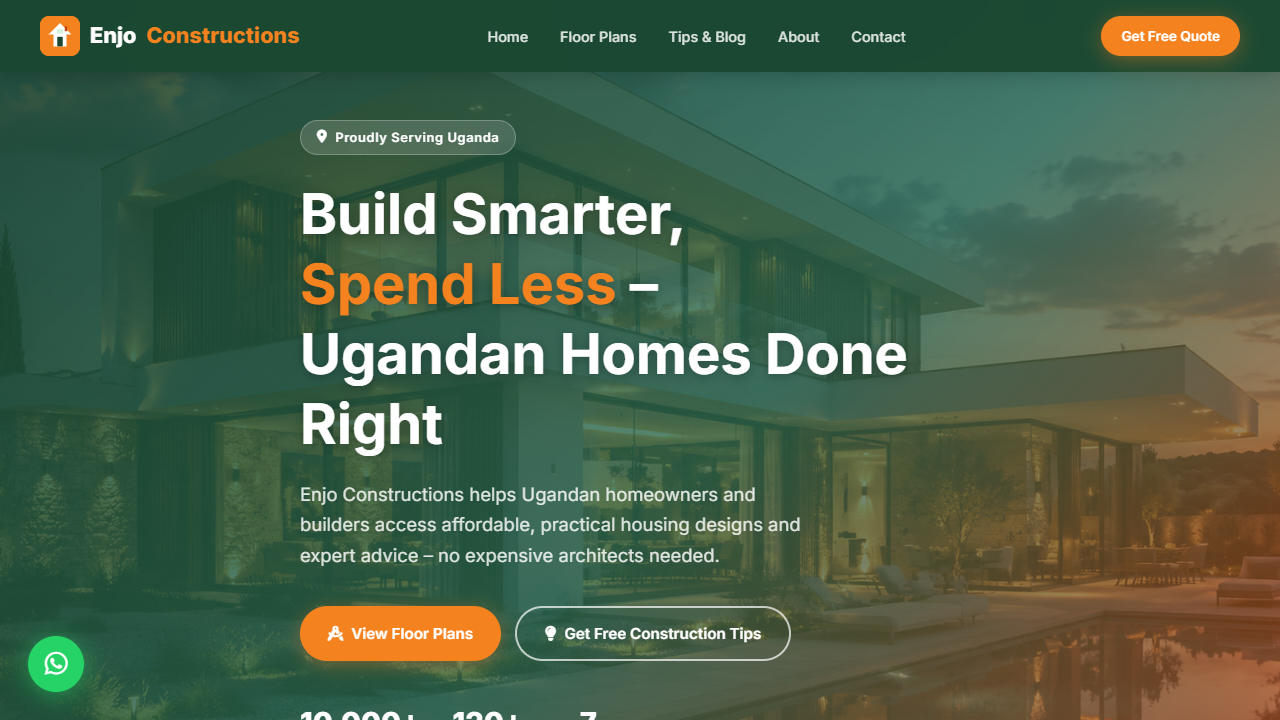 Enjo Constructions
Home
Floor Plans
Tips & Blog
About
Contact
Get Free Quote
Proudly Serving Uganda
Build Smarter,
Spend Less –
Ugandan Homes Done
Right
Enjo Constructions helps Ugandan homeowners and
builders access affordable, practical housing designs and
expert advice – no expensive architects needed.
View Floor Plans
Get Free Construction Tips